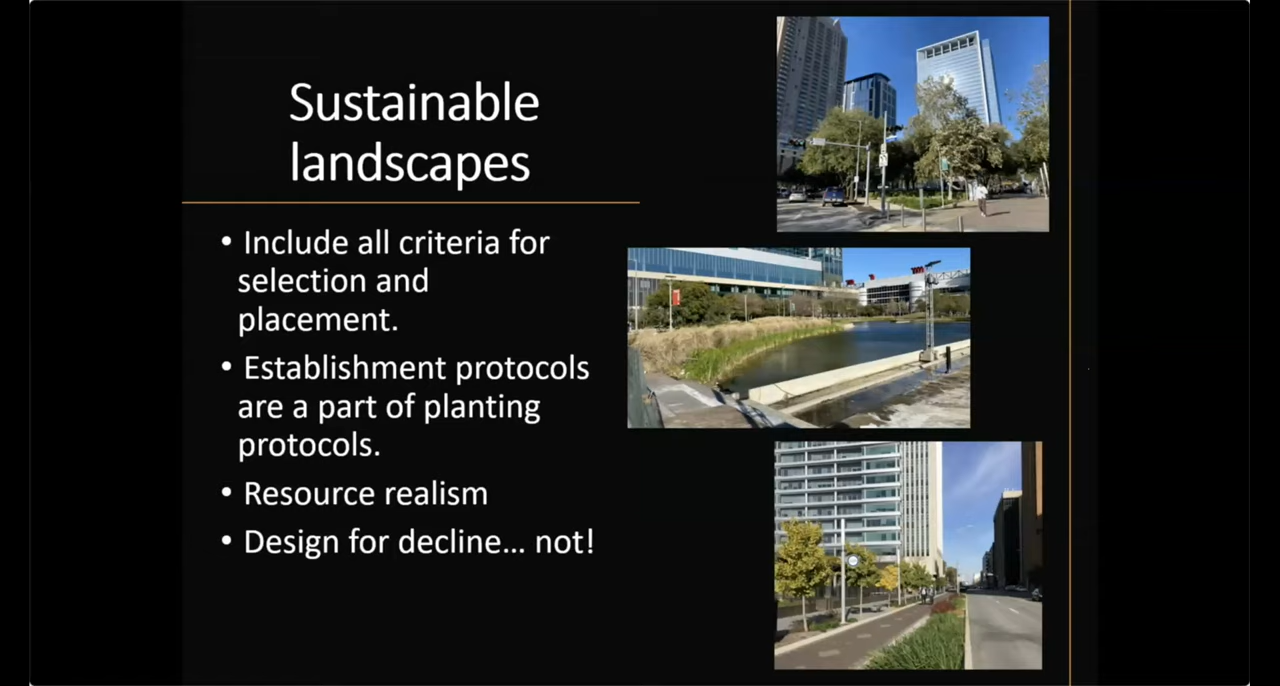 Sustainable
landscapes
• Include all criteria for
selection and
placement.
• Establishment protocols
are a part of planting
protocols.
• Resource realism
• Design for decline... not!